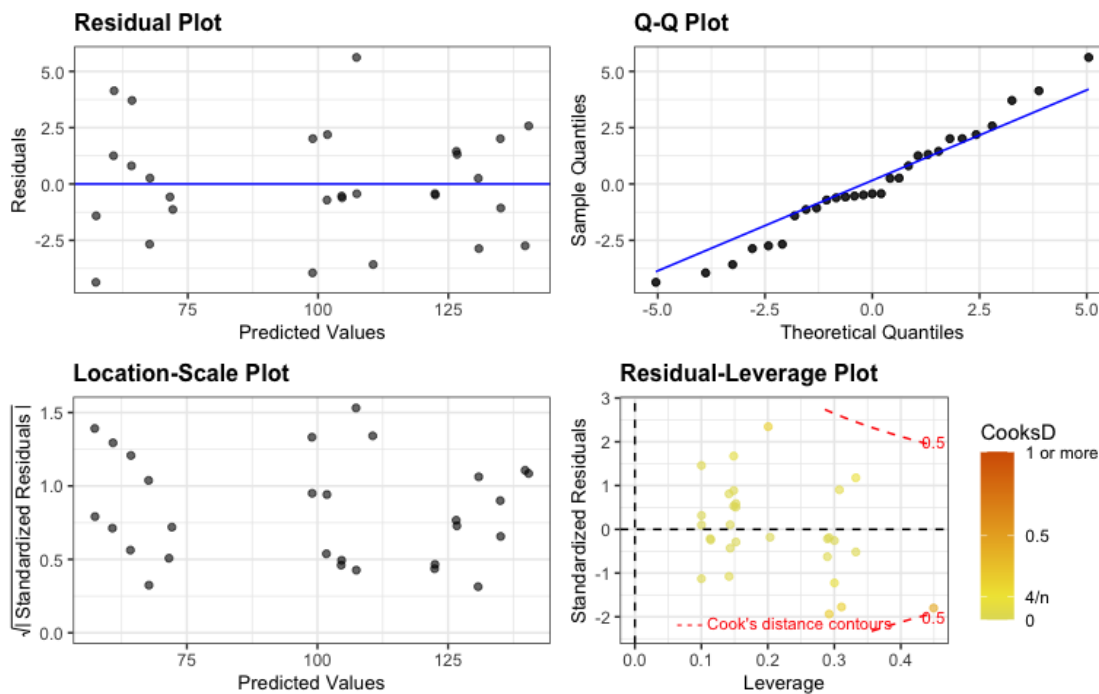 Residual Plot
5.0
2.5
0.0
-2.5
Residuals
75
100
125
Predicted Values
Q-Q Plot
5.0
2.5
0.0
-2.5
Sample Quantiles
-5.0
-2.5
0.0
2.5
5.0
Theoretical Quantiles
Location-Scale Plot
1.5
1.0
0.5
0.0
√| Standardized Residuals |
75
100
125
Predicted Values
Residual-Leverage Plot
3
2
1
0
-1
-2
Standardized Residuals
0.5
0.5
Cook's distance contours
0.0
0.1
0.2
0.3
0.4
Leverage
CooksD
1 or more
0.5
4/n
0